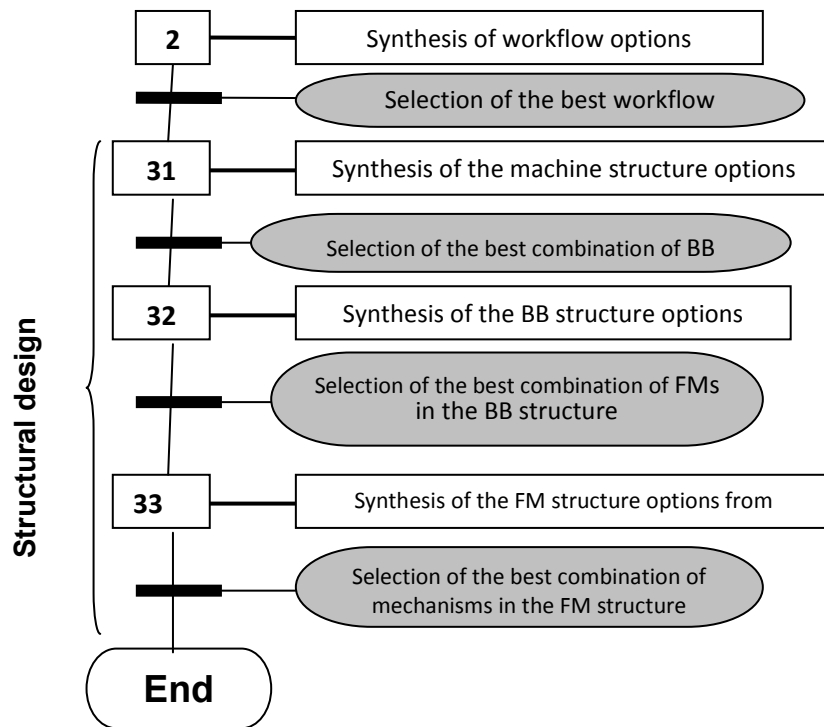 2
Synthesis of workflow options
Selection of the best workflow
31
Synthesis of the machine structure options
Selection of the best combination of BB
32
Synthesis of the BB structure options
Selection of the best combination of FMs
in the BB structure
33
Synthesis of the FM structure options from
Selection of the best combination of
mechanisms in the FM structure
End
Structural design